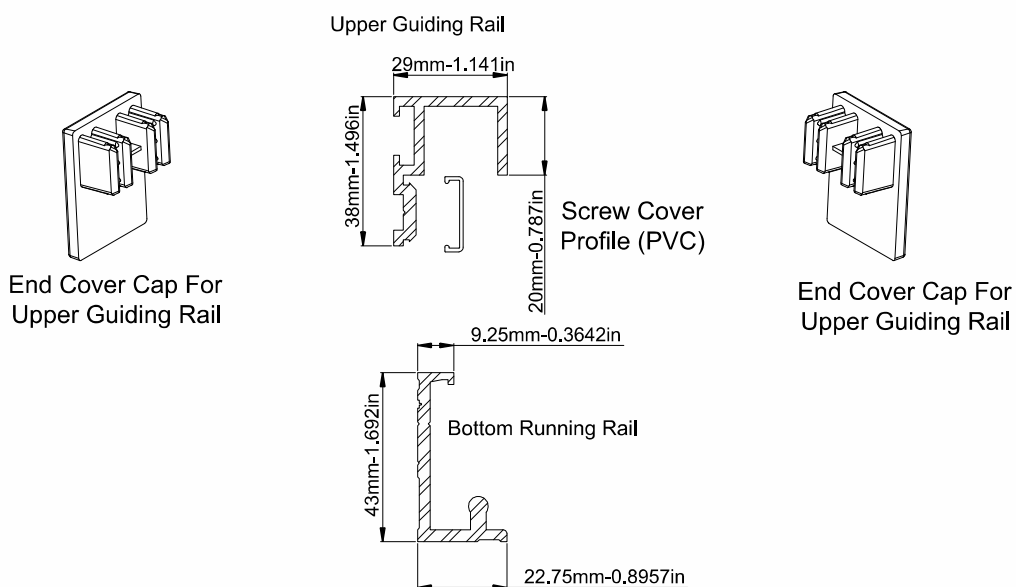 Upper Guiding Rail
29mm-1.141in
38mm-1.496in
20mm-0.787in
Screw Cover
Profile (PVC)
End Cover Cap For
Upper Guiding Rail
End Cover Cap For
Upper Guiding Rail
9.25mm-0.3642in
43mm-1.692in
Bottom Running Rail
22.75mm-0.8957in